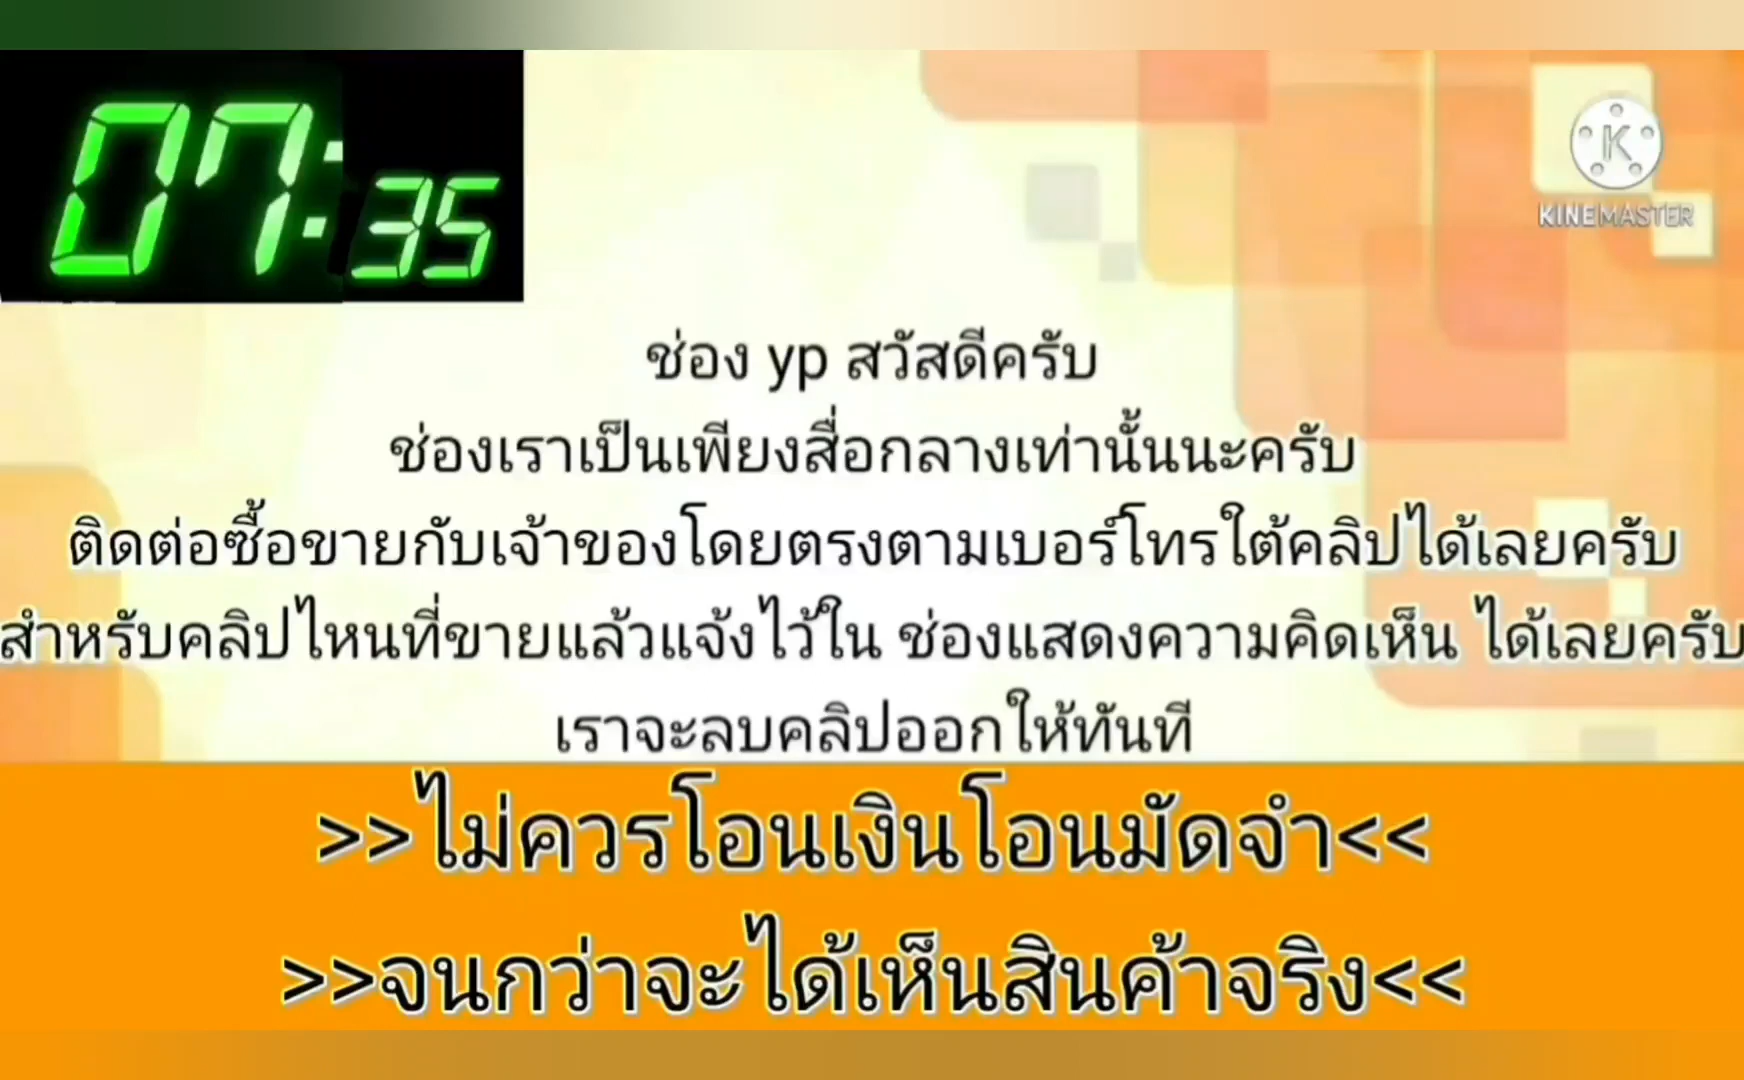 07:35
KINEMASTER
ช่อง yp สวัสดีครับ
ช่องเราเป็นเพียงสื่อกลางเท่านั้นนะครับ
ติดต่อซื้อขายกับเจ้าของโดยตรงตามเบอร์โทรใต้คลิปได้เลยครับ
สำหรับคลิปไหนที่ขายแล้วแจ้งไว้ใน ช่องแสดงความคิดเห็น ได้เลยครับ
เราจะลบคลิปออกให้ทันที
>>ไม่ควรโอนเงินโอนมัดจำ<<
>>จนกว่าจะได้เห็นสินค้าจริง<<